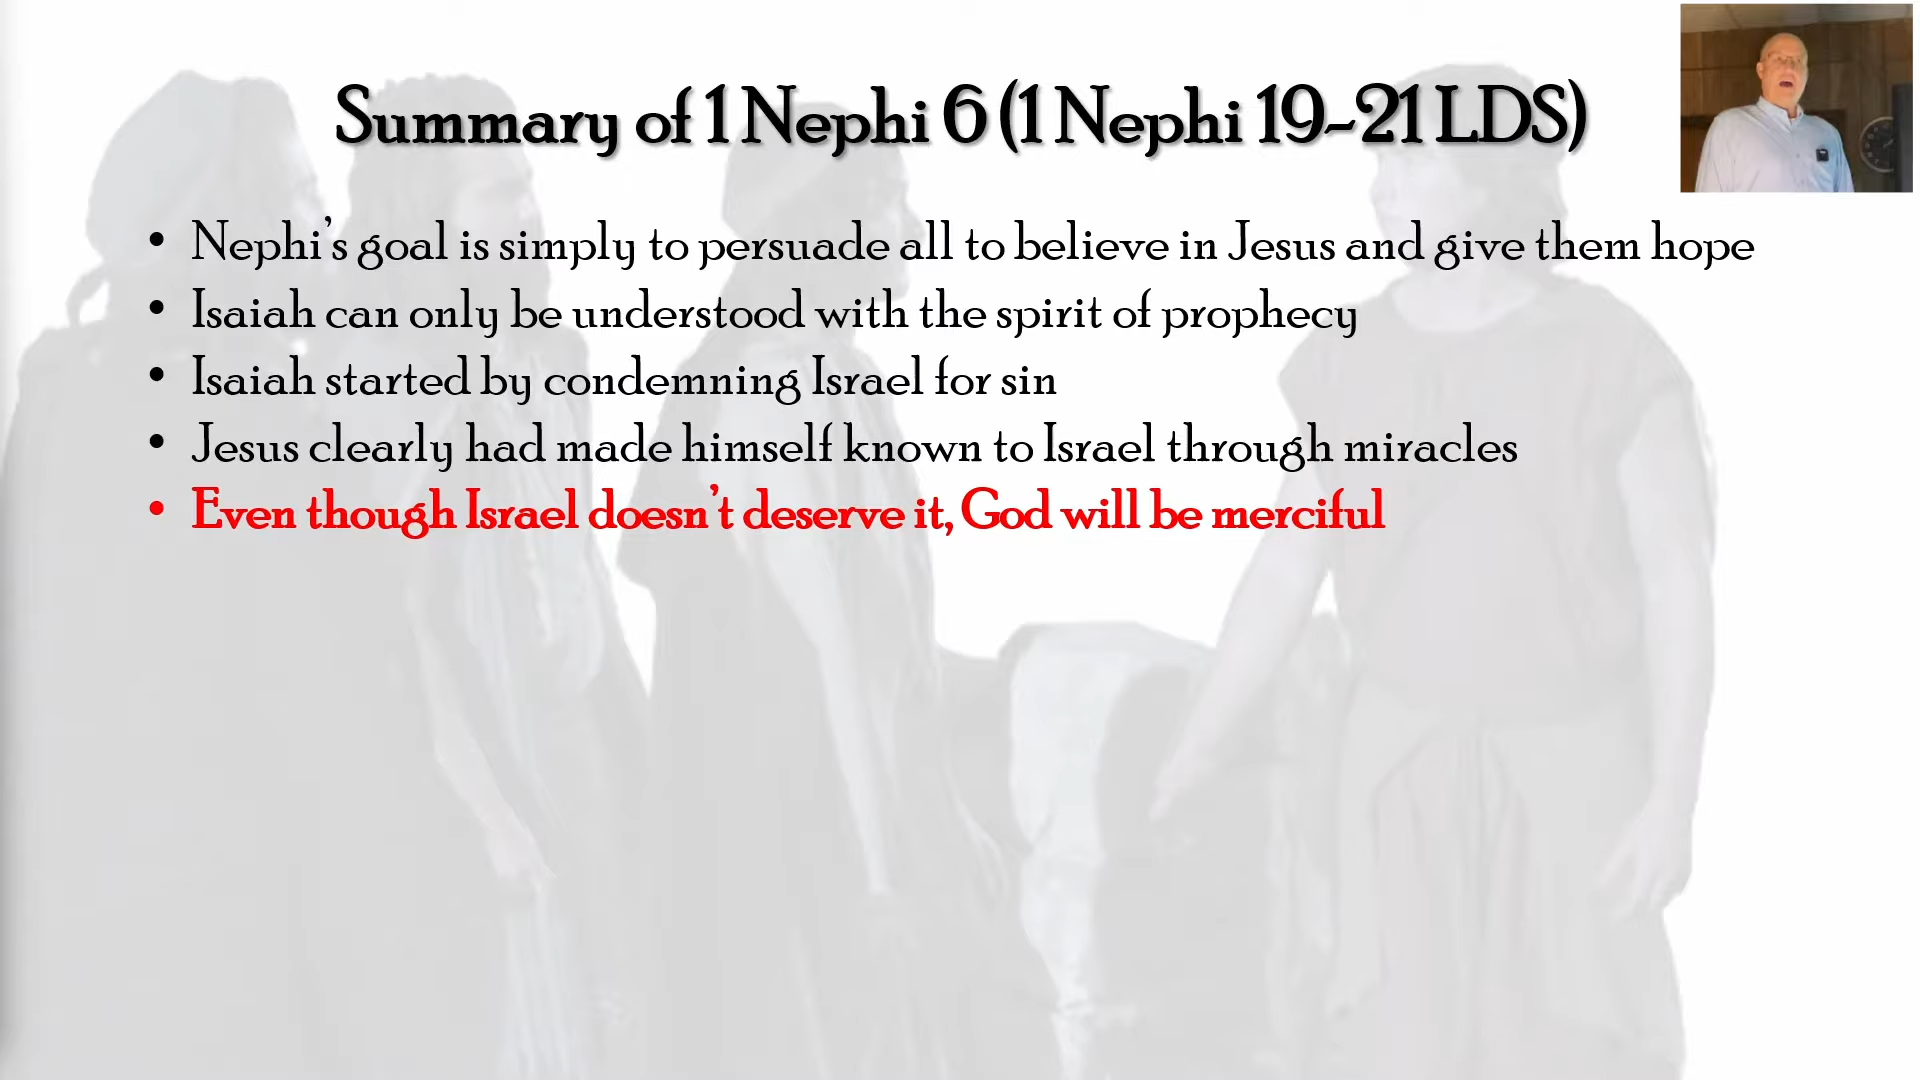 Summary of 1 Nephi 6 (1 Nephi 19-21 LDS)
• Nephi's goal is simply to persuade all to believe in Jesus and give them hope
• Isaiah can only be understood with the spirit of prophecy
• Isaiah started by condemning Israel for sin
• Jesus clearly had made himself known to Israel through miracles
• Even though Israel doesn't deserve it, God will be merciful